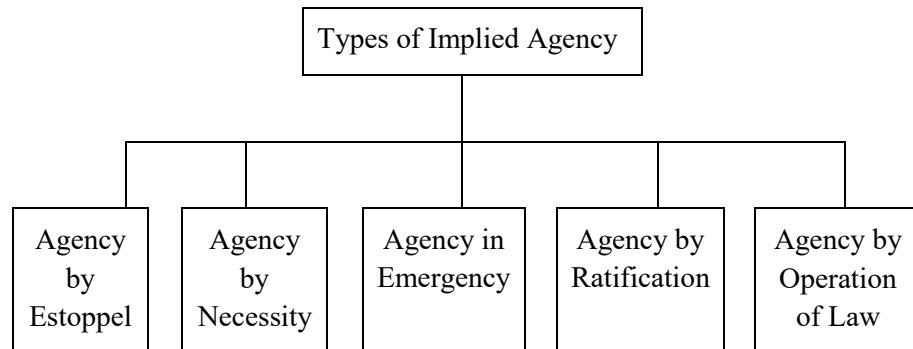 Types of Implied Agency
Agency
by
Estoppel
Agency
by
Necessity
Agency in
Emergency
Agency by
Ratification
Agency by
Operation
of Law